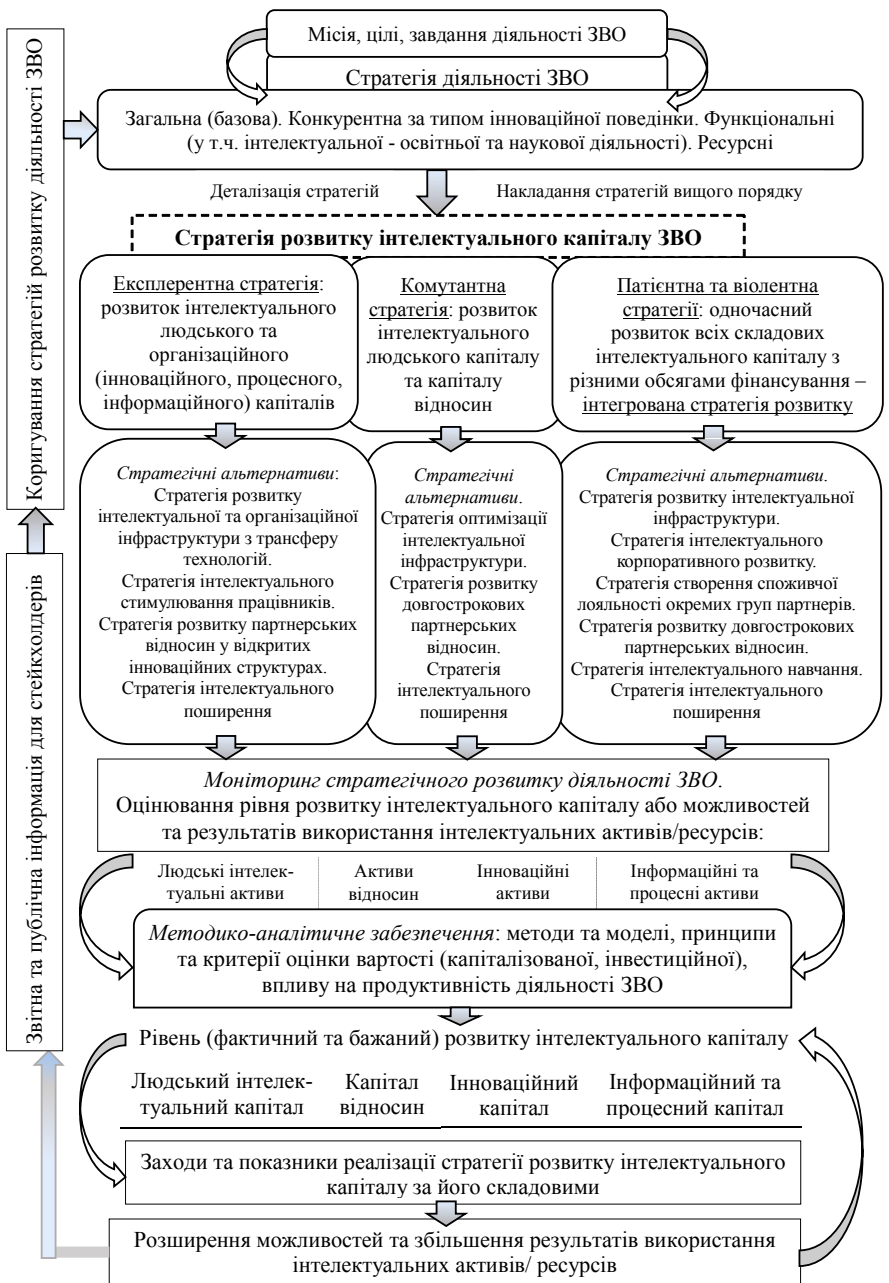 Місія, цілі, завдання діяльності ЗВО
Стратегія діяльності ЗВО
Загальна (базова). Конкурентна за типом інноваційної поведінки. Функціональні
(у т.ч. інтелектуальної - освітньої та наукової діяльності). Ресурсні
Деталізація стратегій
Накладання стратегій вищого порядку
Стратегія розвитку інтелектуального капіталу ЗВО
Експлерентна стратегія:
розвиток інтелектуального
людського та
організаційного
(інноваційного, процесного,
інформаційного) капіталів
Комутантна
стратегія: розвиток
інтелектуального
людського капіталу
та капіталу
відносин
Патієнтна та віолентна
стратегії: одночасний
розвиток всіх складових
інтелектуального капіталу з
різними обсягами фінансування –
інтегрована стратегія розвитку
Стратегічні альтернативи:
Стратегія розвитку
інтелектуальної та організаційної
інфраструктури з трансферу
технологій.
Стратегія інтелектуального
стимулювання працівників.
Стратегія розвитку партнерських
відносин у відкритих
інноваційних структурах.
Стратегія інтелектуального
поширення
Стратегічні
альтернативи.
Стратегія оптимізації
інтелектуальної
інфраструктури.
Стратегія розвитку
довгострокових
партнерських
відносин.
Стратегія
інтелектуального
поширення
Стратегічні альтернативи.
Стратегія розвитку інтелектуальної
інфраструктури.
Стратегія інтелектуального
корпоративного розвитку.
Стратегія створення споживчої
лояльності окремих груп партнерів.
Стратегія розвитку довгострокових
партнерських відносин.
Стратегія інтелектуального навчання.
Стратегія інтелектуального
поширення
Моніторинг стратегічного розвитку діяльності ЗВО.
Оцінювання рівня розвитку інтелектуального капіталу або можливостей
та результатів використання інтелектуальних активів/ресурсів:
Людські інтелек-
туальні активи
Активи
відносин
Інноваційні
активи
Інформаційні та
процесні активи
Методико-аналітичне забезпечення: методи та моделі, принципи
та критерії оцінки вартості (капіталізованої, інвестиційної),
впливу на продуктивність діяльності ЗВО
Рівень (фактичний та бажаний) розвитку інтелектуального капіталу
Людський інтелек-
туальний капітал
Капітал
відносин
Інноваційний
капітал
Інформаційний та
процесний капітал
Заходи та показники реалізації стратегії розвитку інтелектуального
капіталу за його складовими
Розширення можливостей та збільшення результатів використання
інтелектуальних активів/ ресурсів
Звітна та публічна інформація для стейкхолдерів
Коригування стратегій розвитку діяльності ЗВО